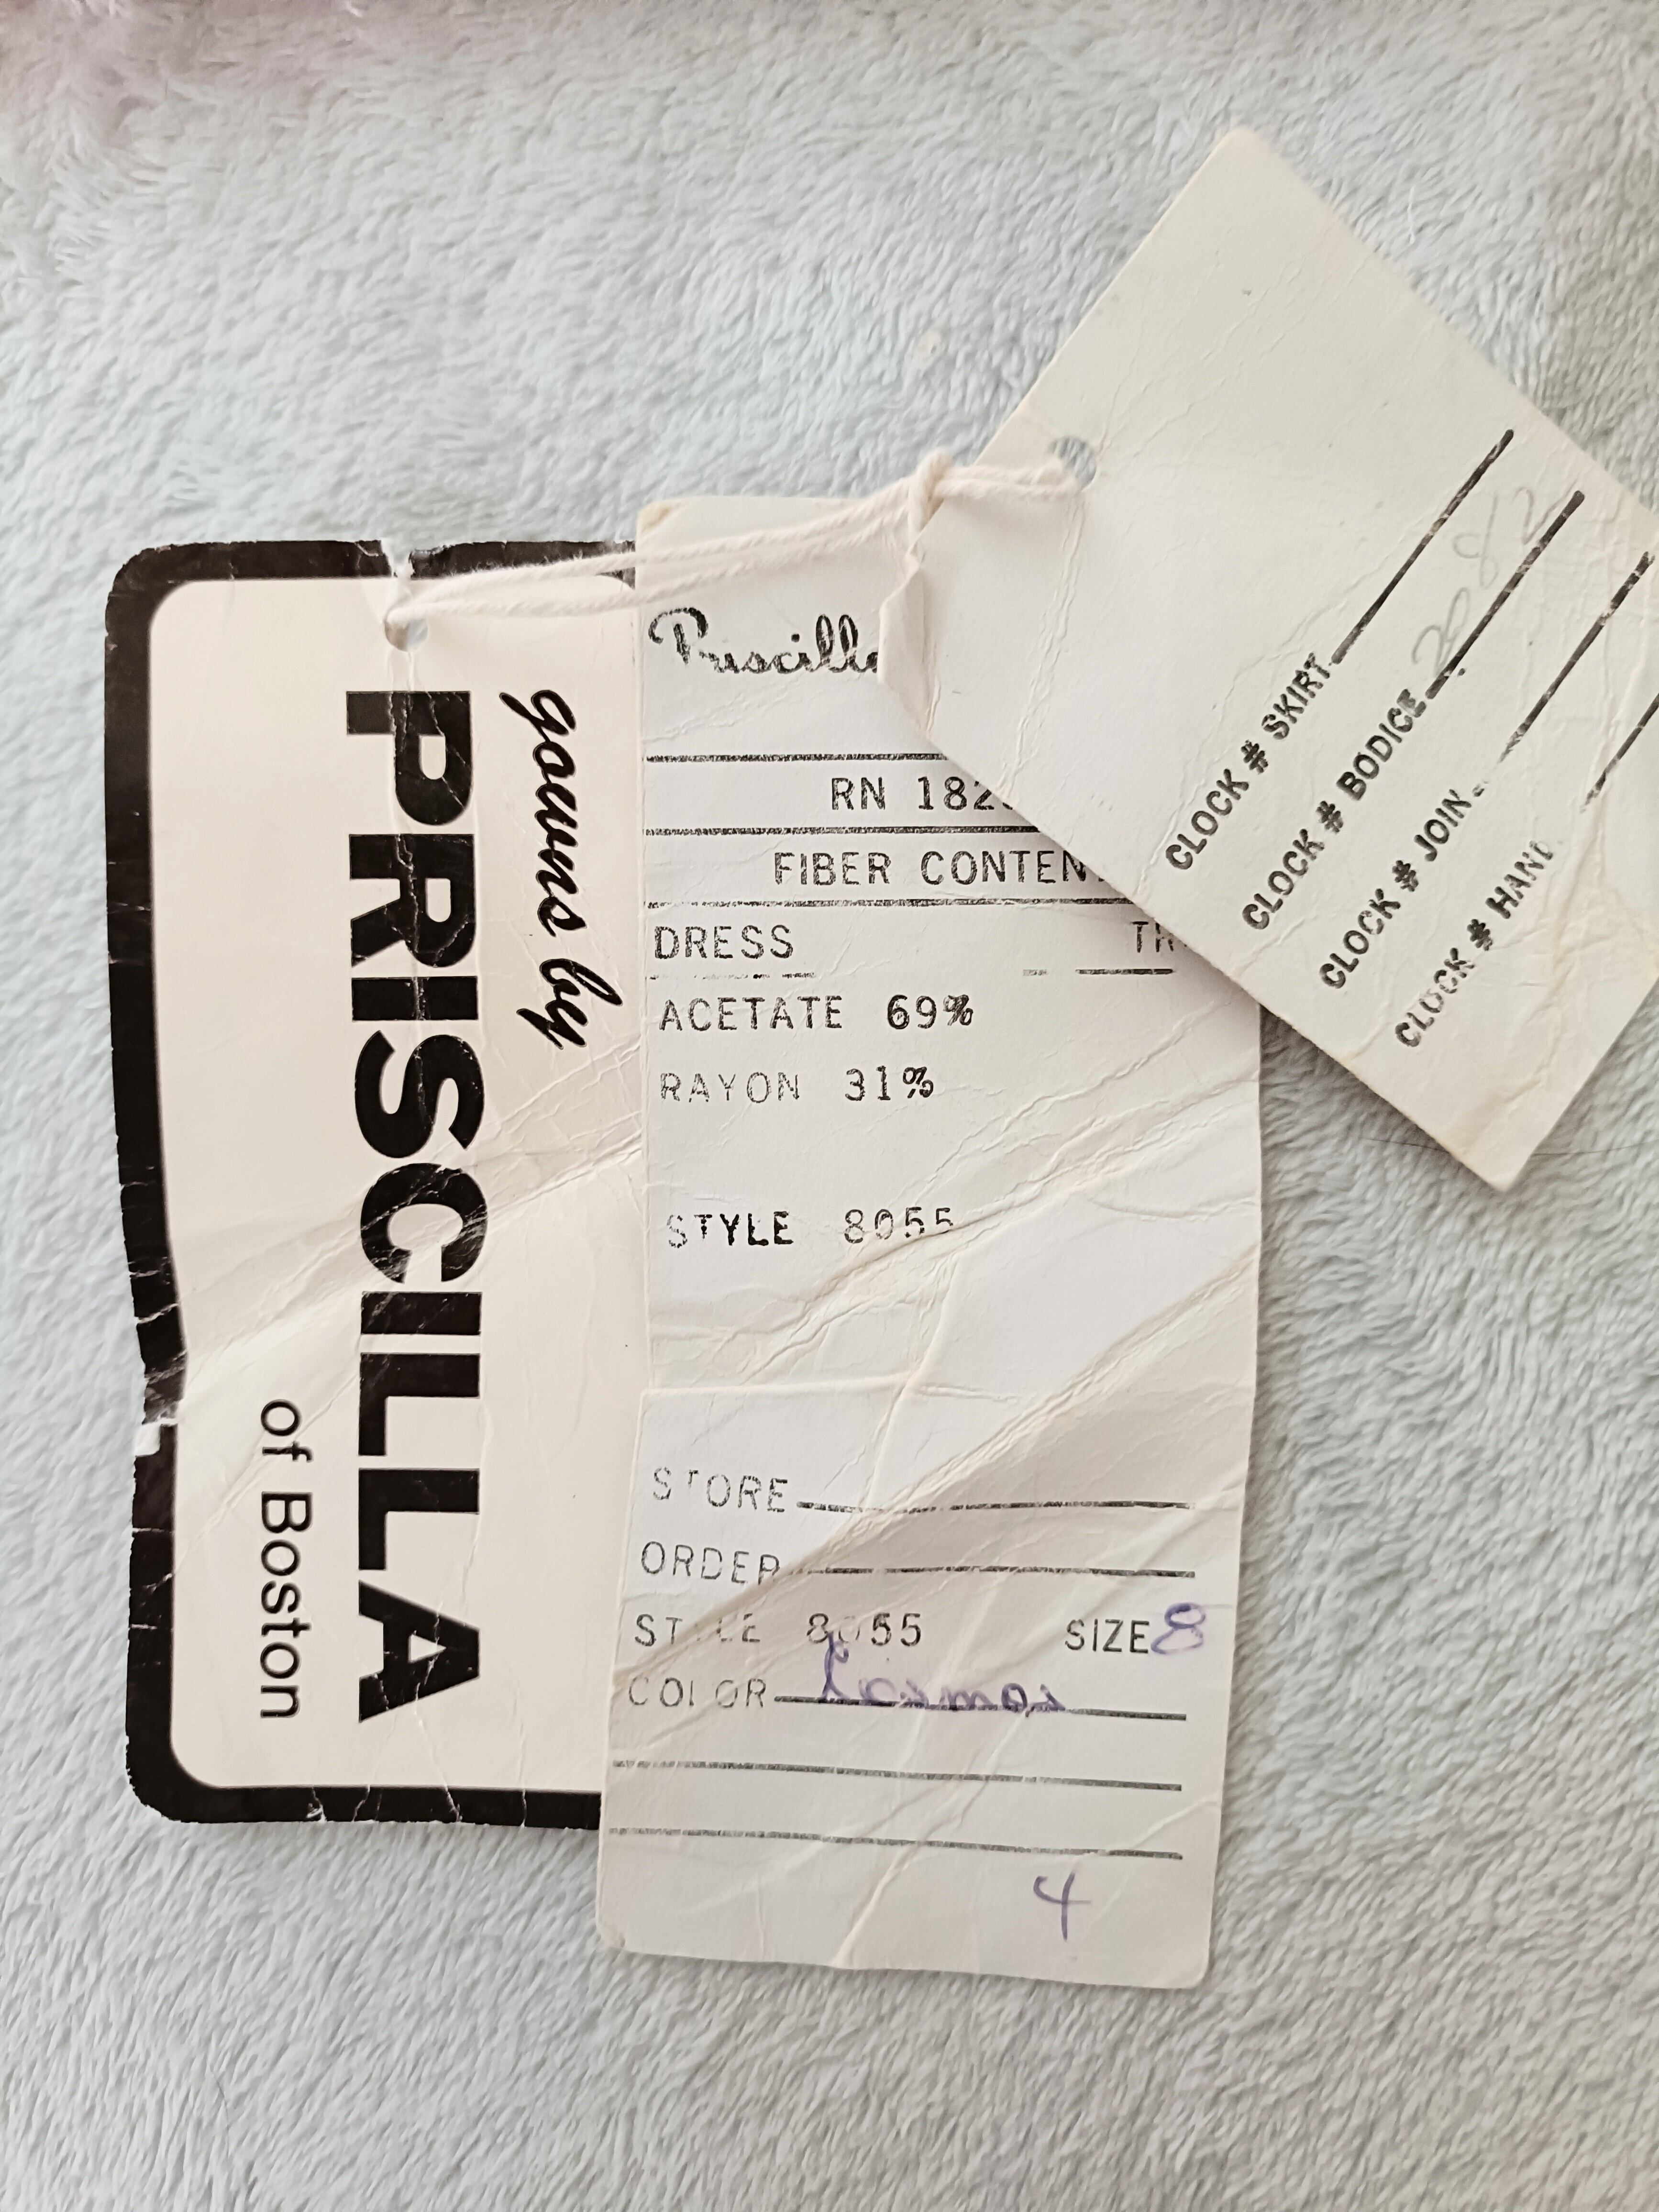 gowns by
PRISCILLA
of Boston
Priscilla
RN 182
FIBER CONTENT
DRESS TR
ACETATE 69%
RAYON 31%
STYLE 8055
STORE
ORDER
STYLE 8055 SIZE 8
COLOR
4
CLOCK # SKIRT
CLOCK # BODICE
CLOCK # JOIN
CLOCK # HAND